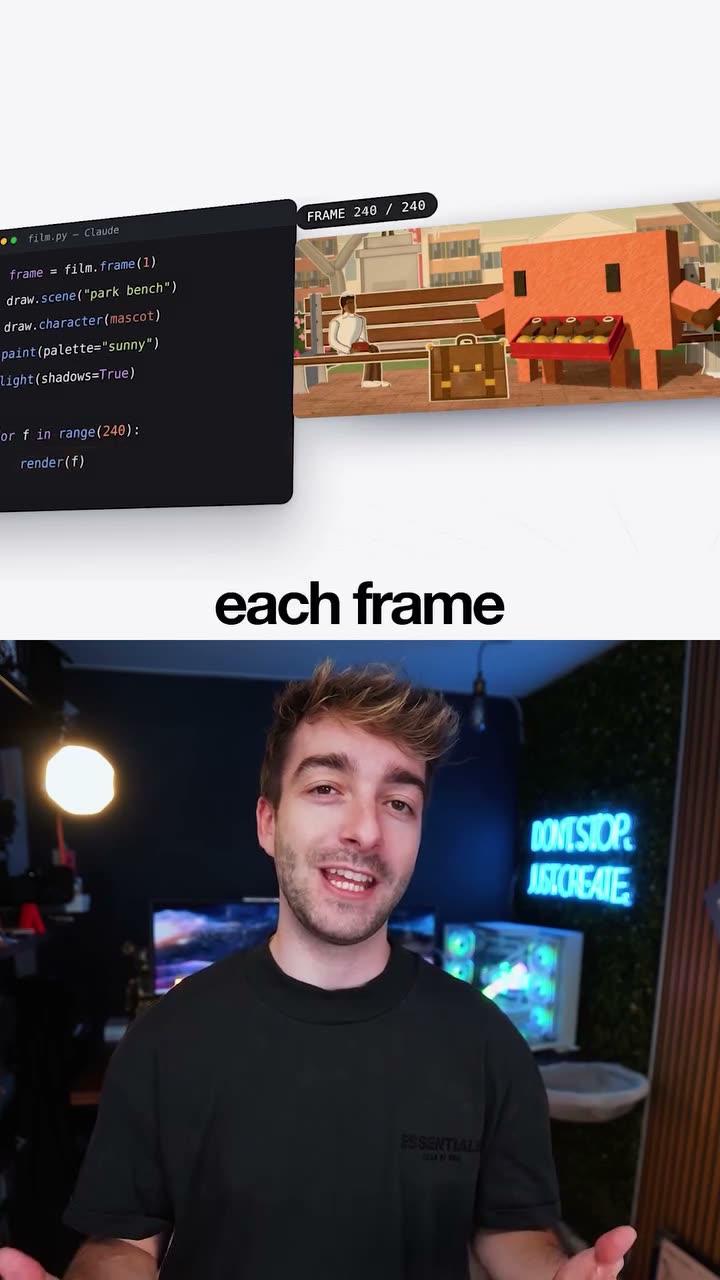 film.py — Claude
FRAME 240 / 240
frame = film.frame(1)
draw.scene("park bench")
draw.character(mascot)
paint(palette="sunny")
light(shadows=True)
for f in range(240):
render(f)
each frame
DON'T STOP.
JUST CREATE.
ESSENTIALS